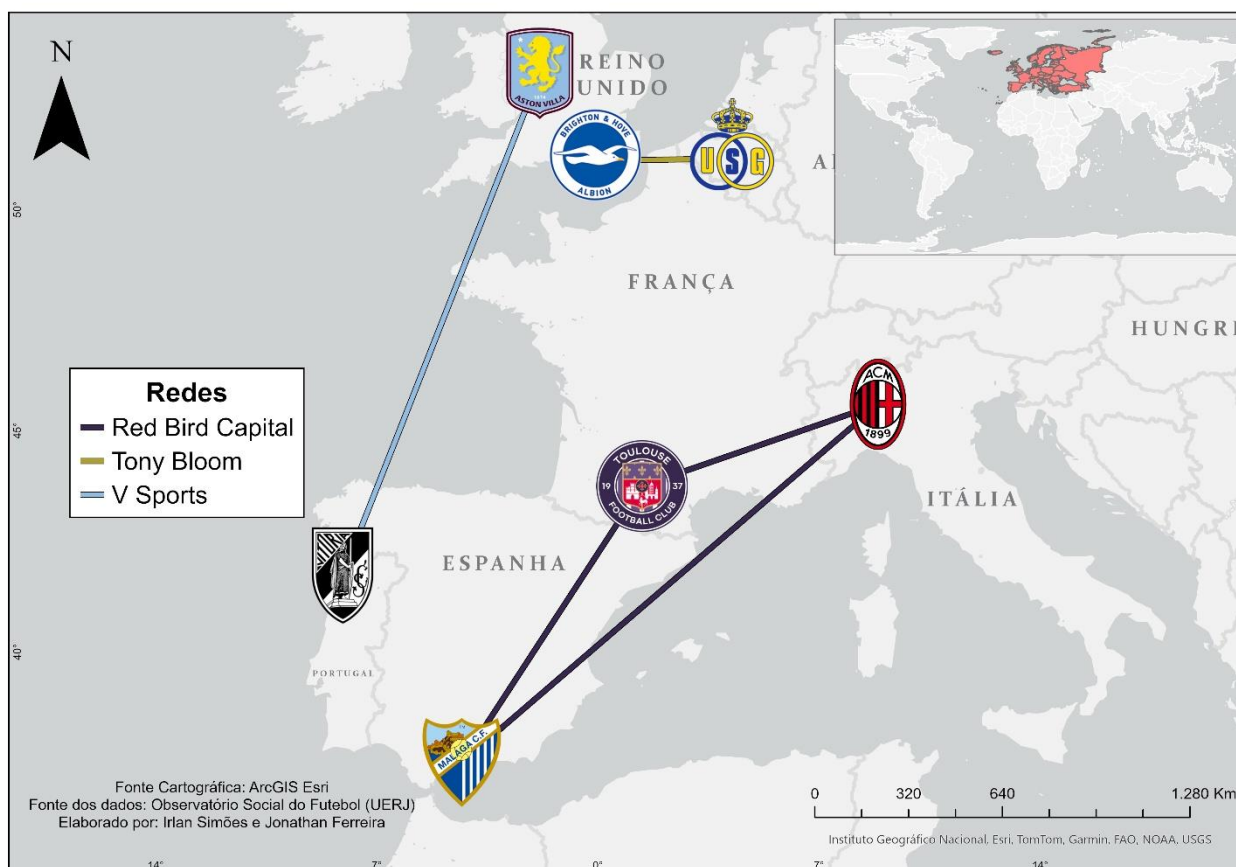 N
REINO
UNIDO
ASTON VILLA
BRIGHTON & HOVE
ALBION
U S G
50°
FRANÇA
HUNGRI
Redes
Red Bird Capital
Tony Bloom
V Sports
ACM
1899
45°
TOULOUSE
19 37
FOOTBALL CLUB
ITÁLIA
ESPANHA
40°
PORTUGAL
MALAGA C.F.
Fonte Cartográfica: ArcGIS Esri
Fonte dos dados: Observatório Social do Futebol (UERJ)
Elaborado por: Irlan Simões e Jonathan Ferreira
0 320 640 1.280 Km
Instituto Geográfico Nacional, Esri, TomTom, Garmin, FAO, NOAA, USGS
14° 7° 0° 7° 14°